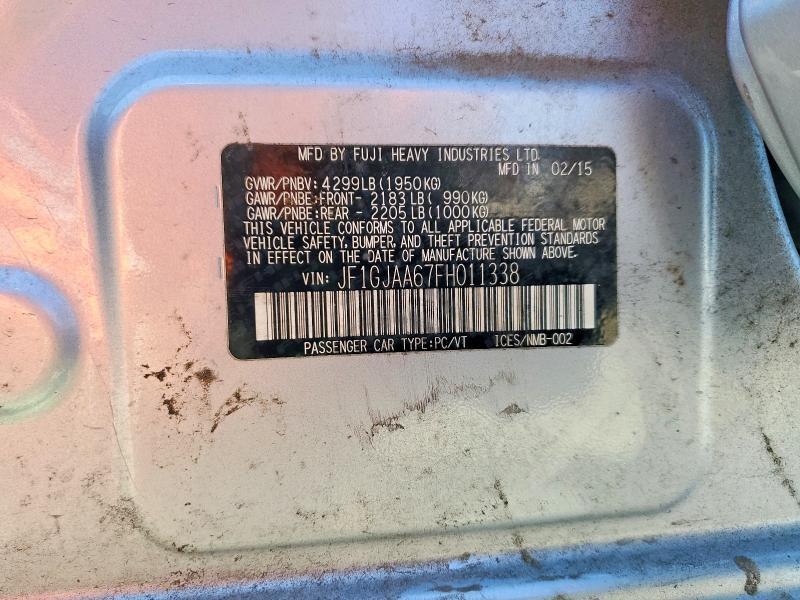 MFD BY FUJI HEAVY INDUSTRIES LTD.
MFD IN 02/15
GVWR/PNBV: 4299LB(1950KG)
GAWR/PNBE:FRONT- 2183LB( 990KG)
GAWR/PNBE:REAR - 2205LB(1000KG)
THIS VEHICLE CONFORMS TO ALL APPLICABLE FEDERAL MOTOR
VEHICLE SAFETY, BUMPER, AND THEFT PREVENTION STANDARDS
IN EFFECT ON THE DATE OF MANUFACTURE SHOWN ABOVE.
VIN: JF1GJAA67FH011338
PASSENGER CAR TYPE:PC/VT ICES/NMB-002